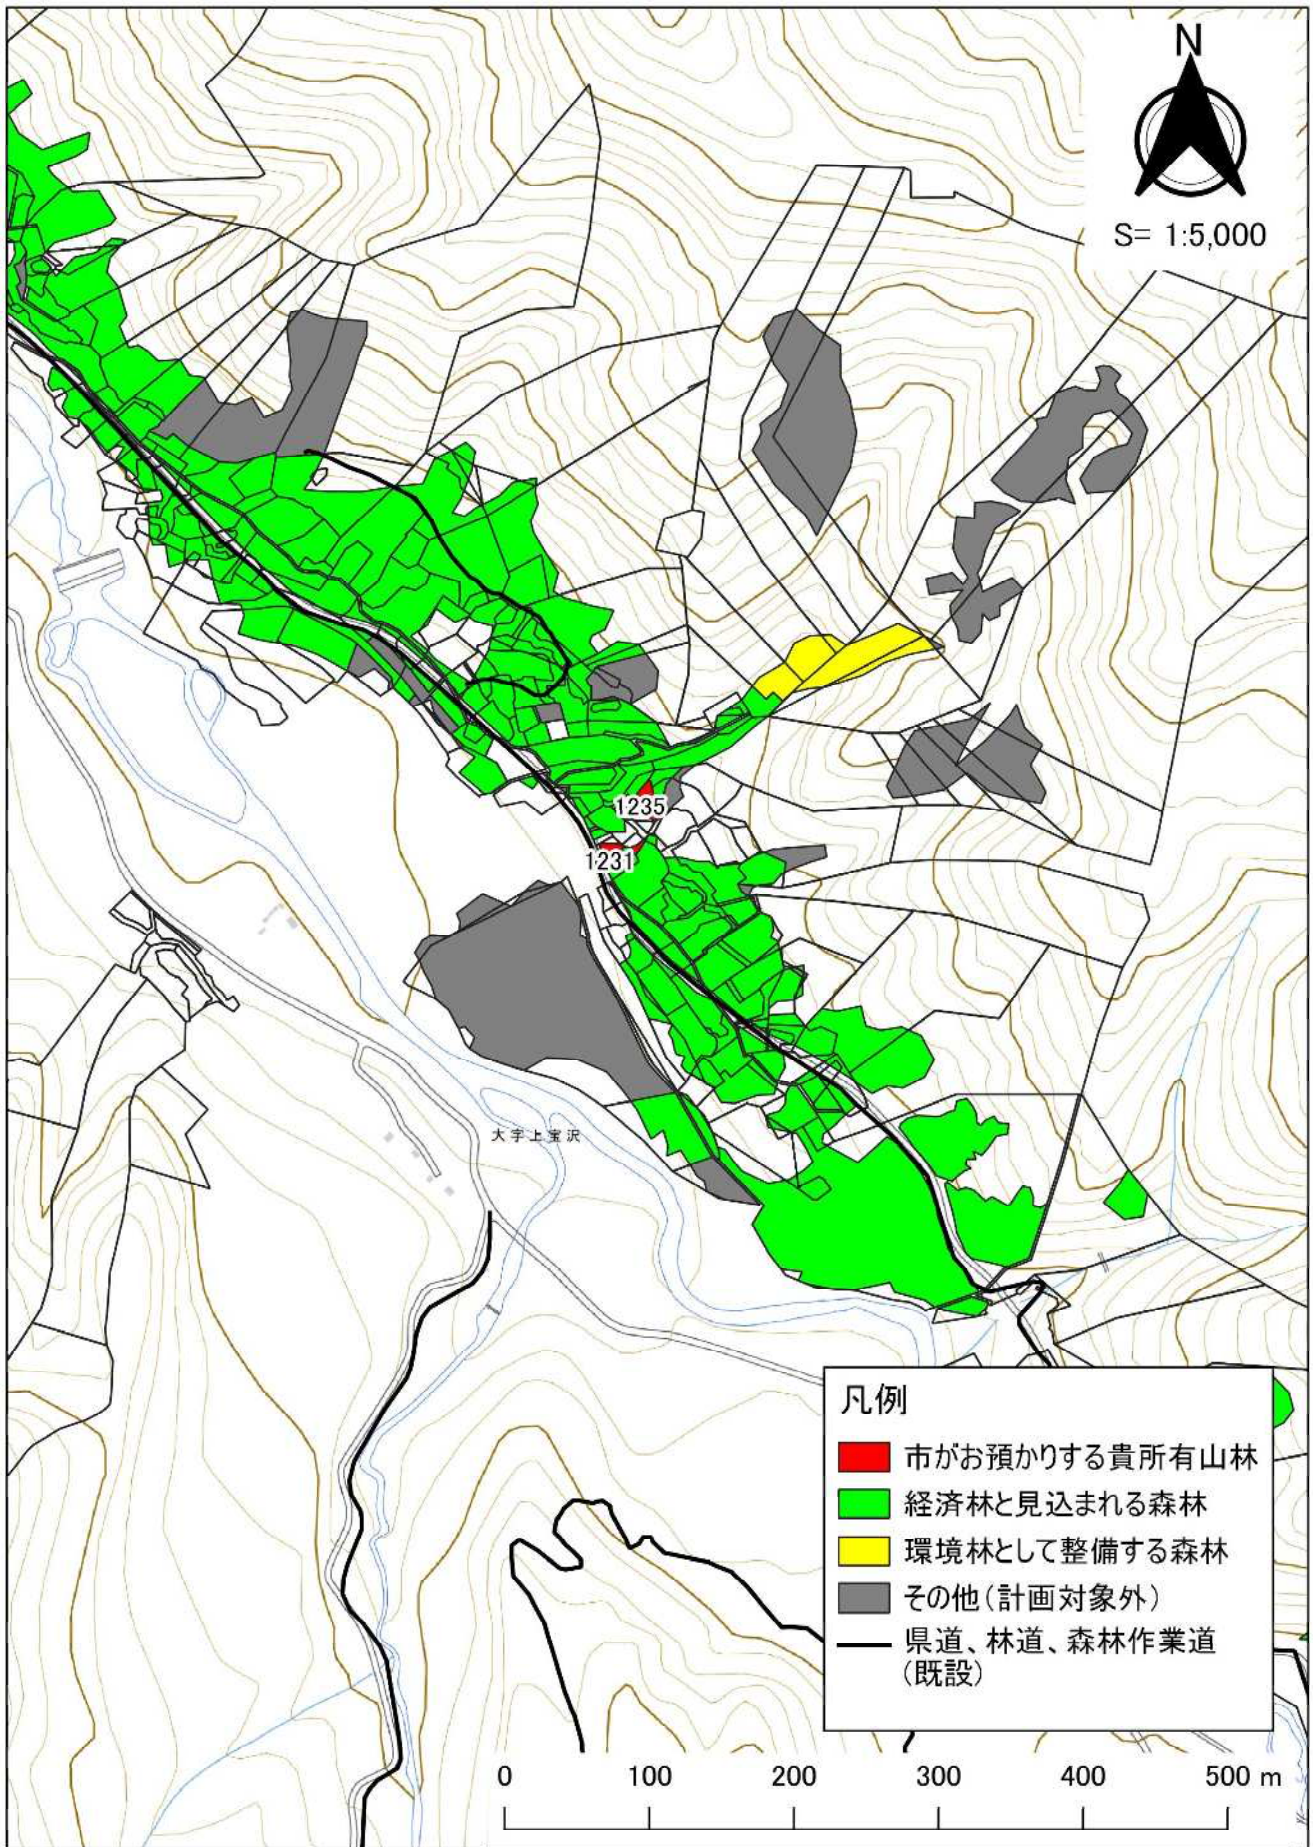 N
S= 1:5,000
1235
1231
大字上宝沢
凡例
市がお預かりする貴所有山林
経済林と見込まれる森林
環境林として整備する森林
その他(計画対象外)
県道、林道、森林作業道
(既設)
0 100 200 300 400 500 m